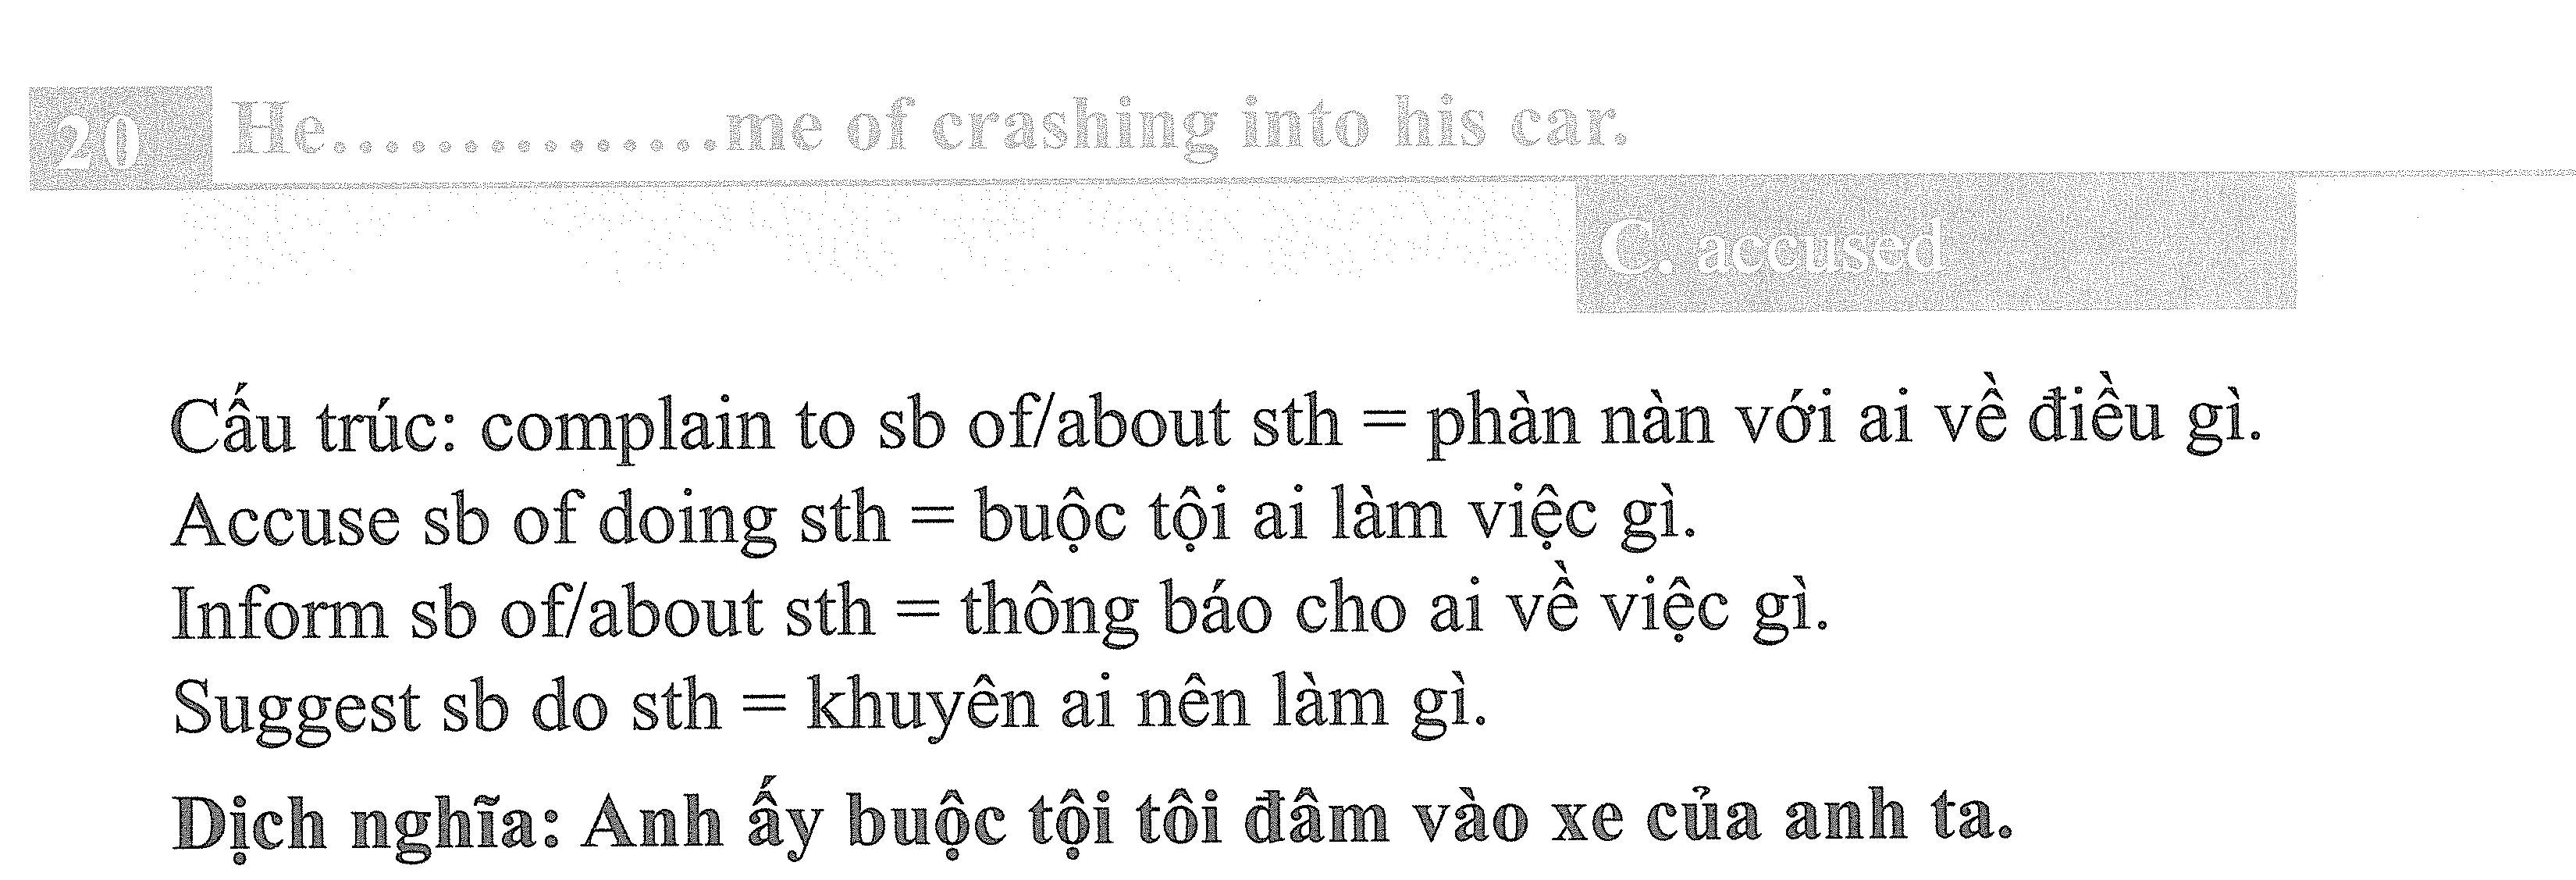 20 He...............me of crashing into his car.
C. accused
Cấu trúc: complain to sb of/about sth = phàn nàn với ai về điều gì.
Accuse sb of doing sth = buộc tội ai làm việc gì.
Inform sb of/about sth = thông báo cho ai về việc gì.
Suggest sb do sth = khuyên ai nên làm gì.
Dịch nghĩa: Anh ấy buộc tội tôi đâm vào xe của anh ta.